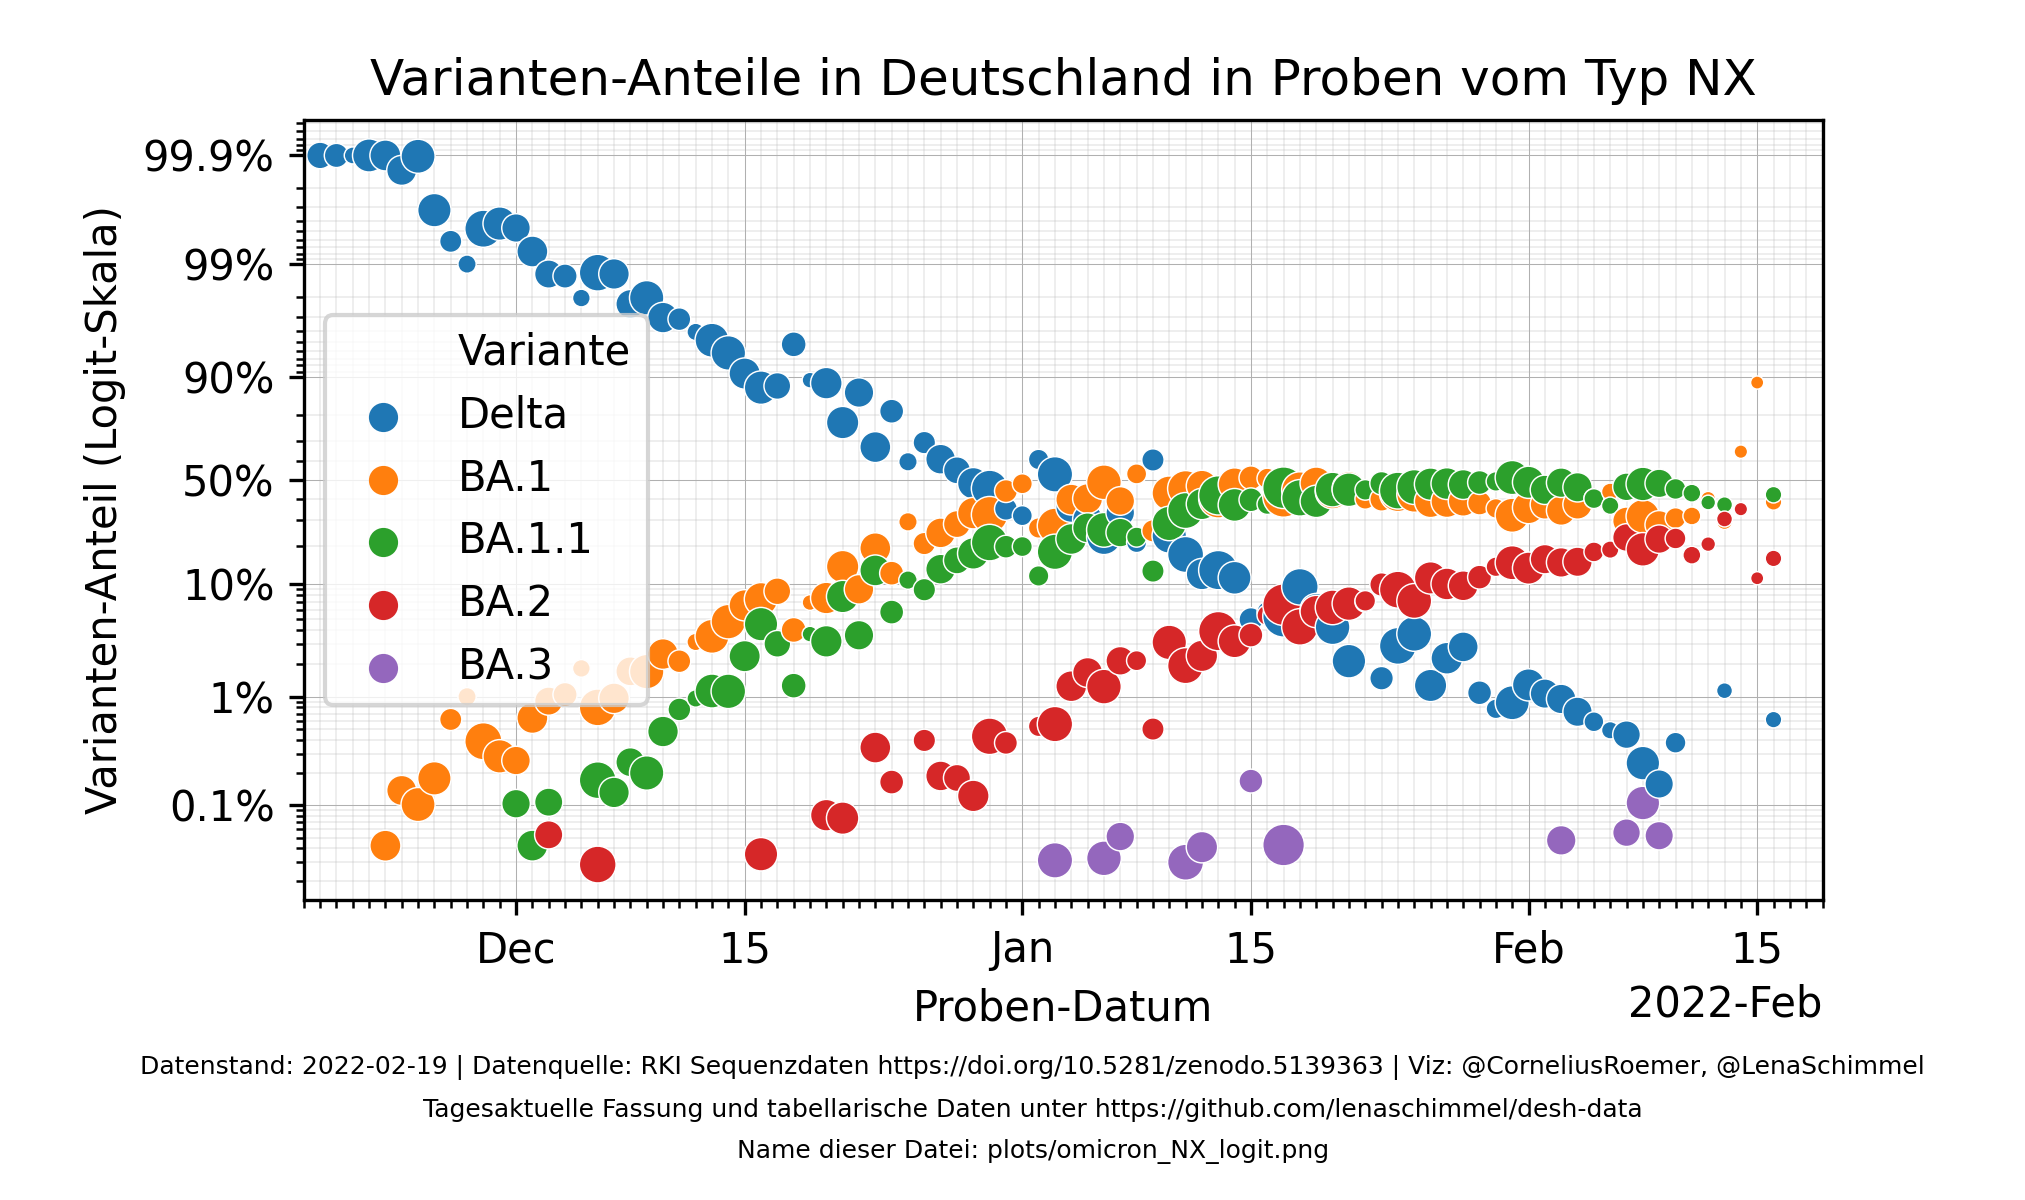 Varianten-Anteile in Deutschland in Proben vom Typ NX
Varianten-Anteil (Logit-Skala)
99.9%
99%
90%
50%
10%
1%
0.1%
Variante
Delta
BA.1
BA.1.1
BA.2
BA.3
Dec
15
Jan
15
Feb
15
Proben-Datum
2022-Feb
Datenstand: 2022-02-19 | Datenquelle: RKI Sequenzdaten https://doi.org/10.5281/zenodo.5139363 | Viz: @CorneliusRoemer, @LenaSchimmel
Tagesaktuelle Fassung und tabellarische Daten unter https://github.com/lenaschimmel/desh-data
Name dieser Datei: plots/omicron_NX_logit.png